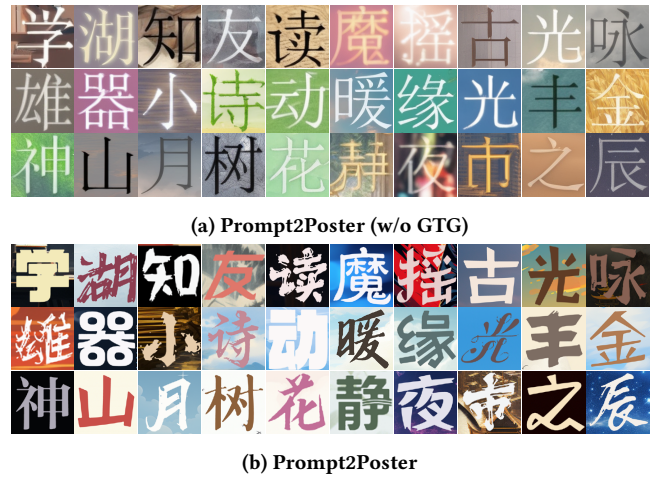 学湖知友读魔摇古光咏
雄器小诗动暖缘光丰金
神山月树花静夜市之辰
(a) Prompt2Poster (w/o GTG)
学湖知友读魔摇古光咏
雄器小诗动暖缘光丰金
神山月树花静夜市之辰
(b) Prompt2Poster